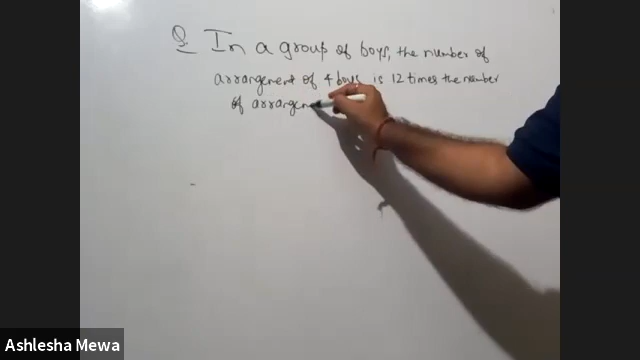 Q In a group of boys, the number of
arrangement of 4 boys is 12 times the number
of arrangem
Ashlesha Mewa